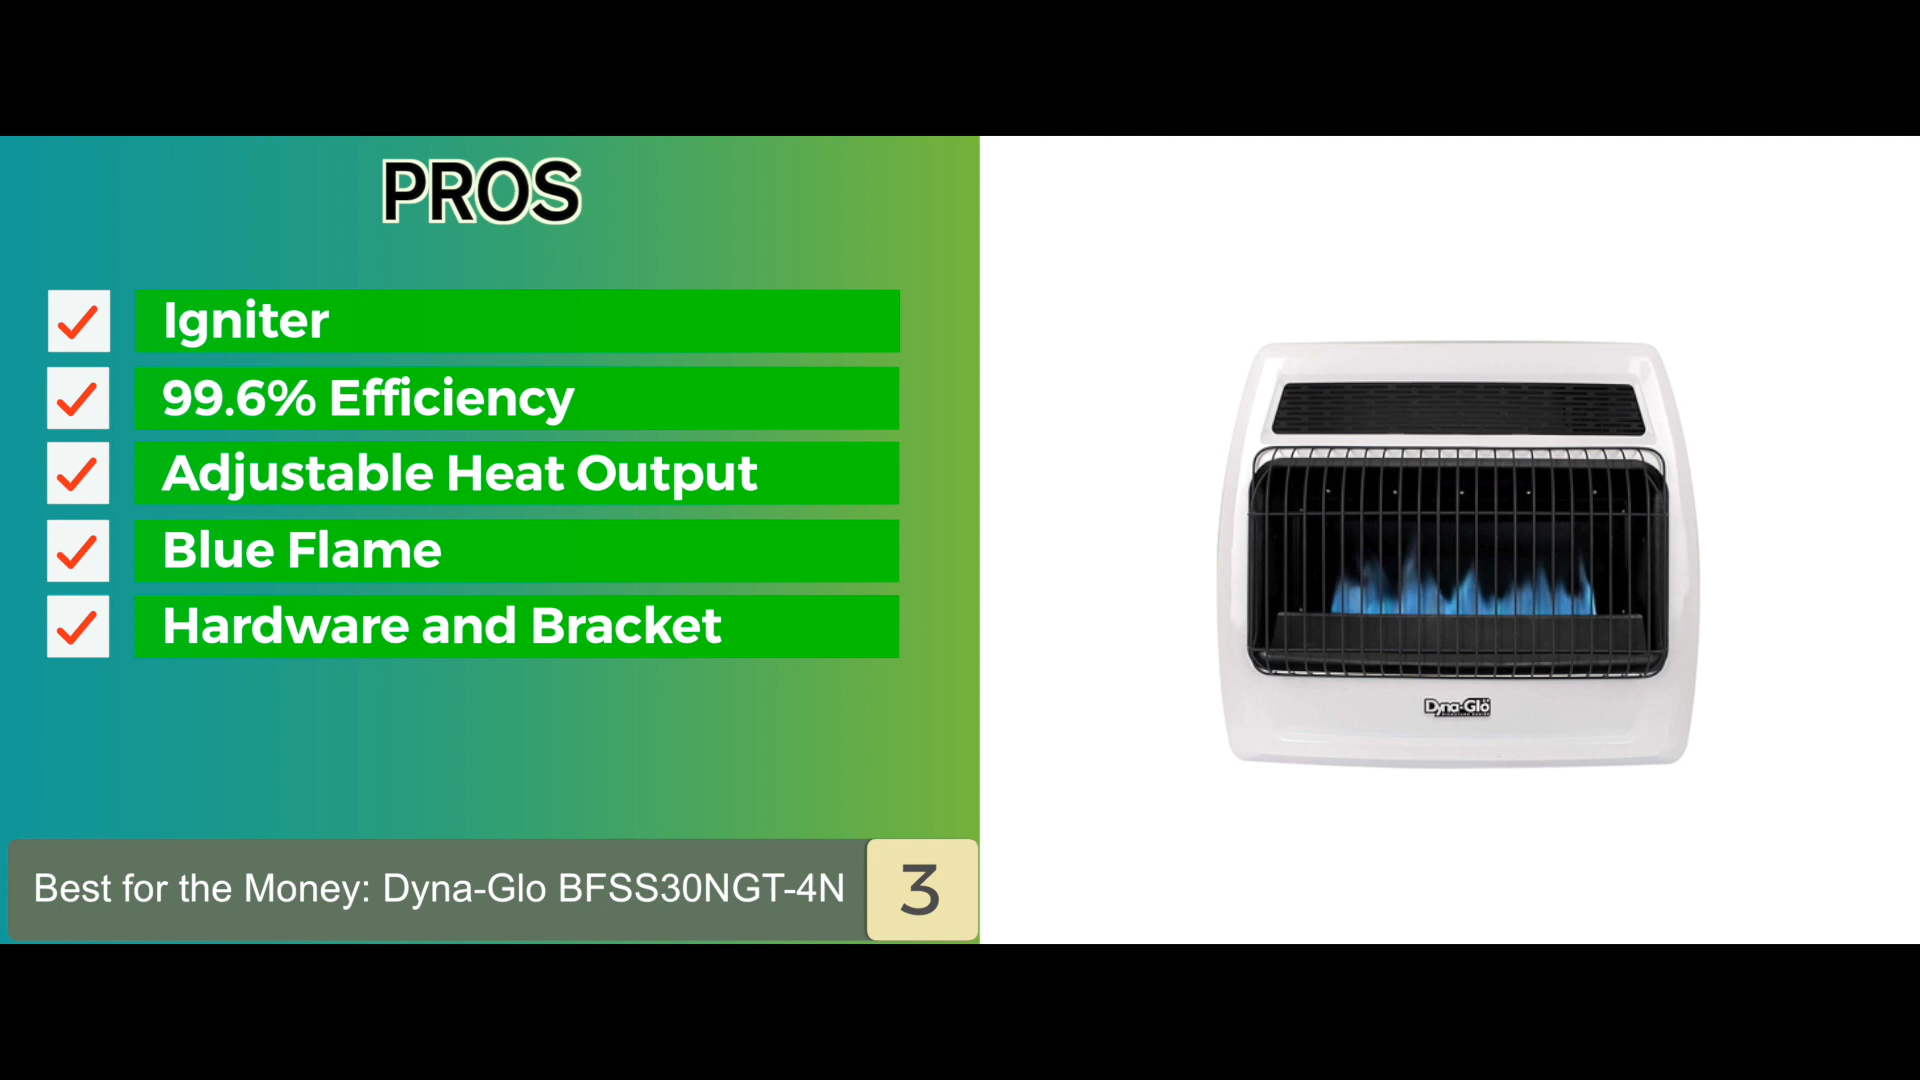 PROS
Igniter
99.6% Efficiency
Adjustable Heat Output
Blue Flame
Hardware and Bracket
Best for the Money: Dyna-Glo BFSS30NGT-4N
3
Dyna-Glo